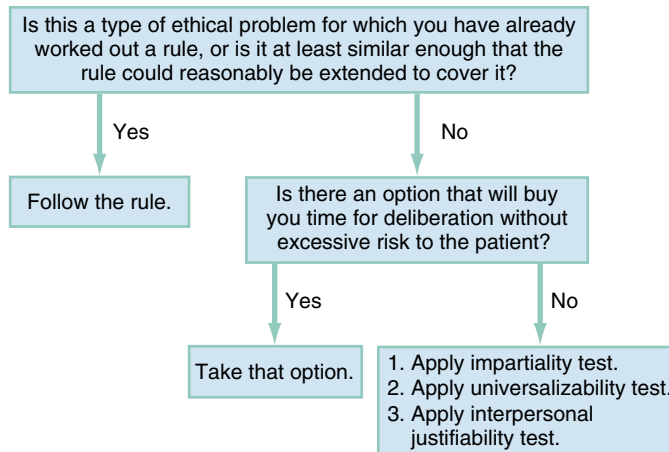 Is this a type of ethical problem for which you have already
worked out a rule, or is it at least similar enough that the
rule could reasonably be extended to cover it?
Yes
No
Follow the rule.
Is there an option that will buy
you time for deliberation without
excessive risk to the patient?
Yes
No
Take that option.
1. Apply impartiality test.
2. Apply universalizability test.
3. Apply interpersonal
justifiability test.